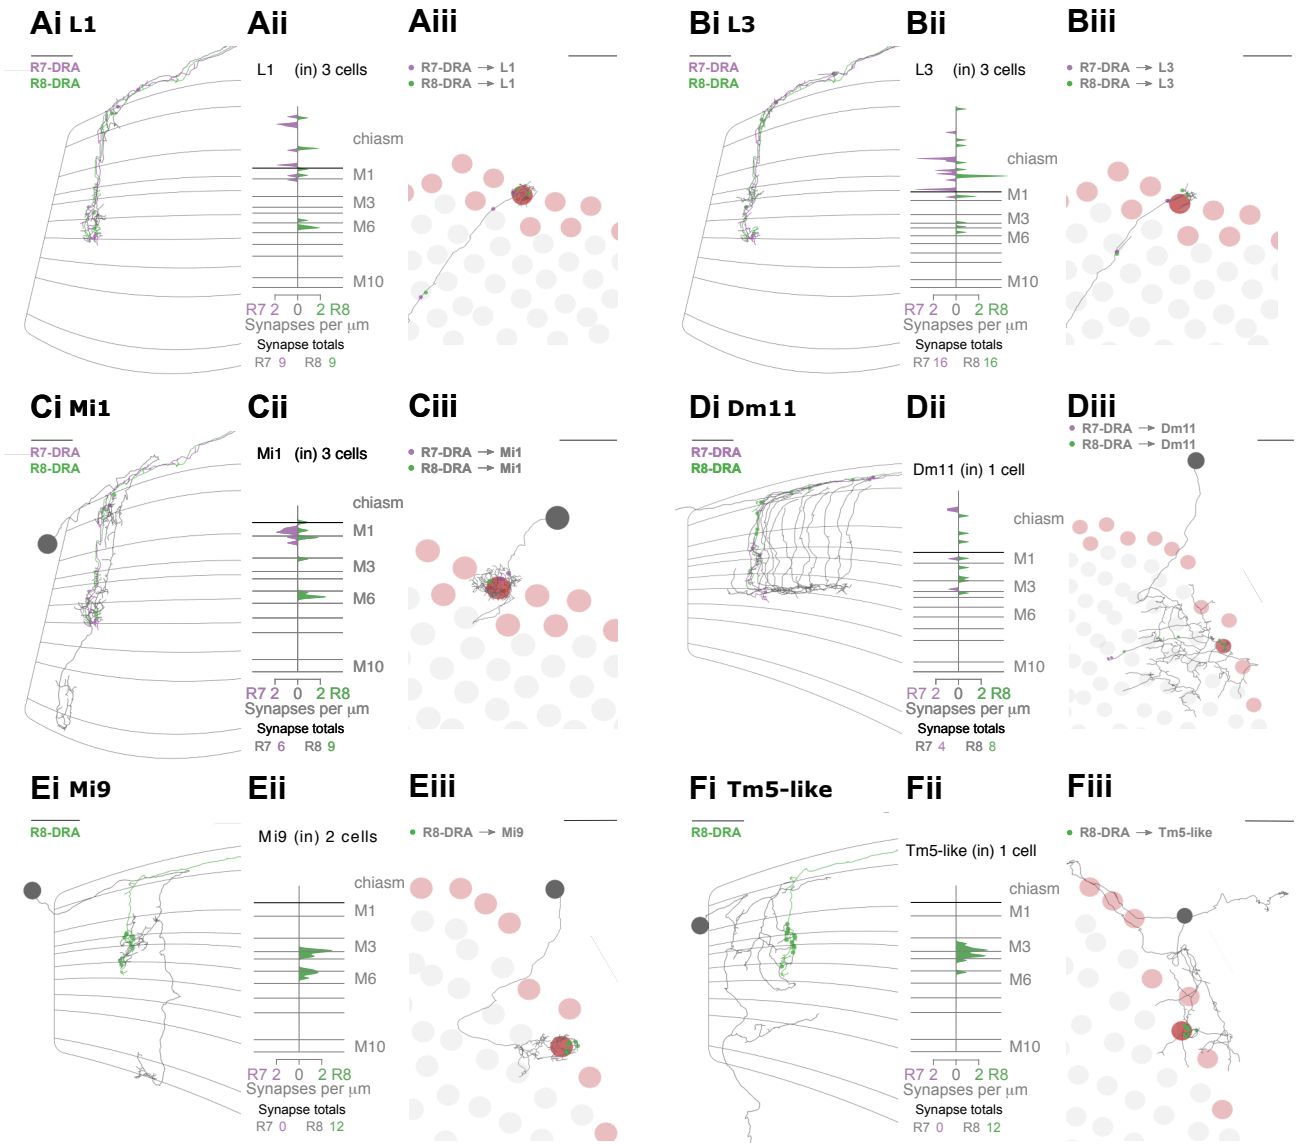 Ai L1
R7-DRA
R8-DRA
Aii
L1 (in) 3 cells
chiasm
M1
M3
M6
M10
R7 2 0 2 R8
Synapses per μm
Synapse totals
R7 9 R8 9
Aiii
R7-DRA → L1
R8-DRA → L1
Bi L3
R7-DRA
R8-DRA
Bii
L3 (in) 3 cells
chiasm
M1
M3
M6
M10
R7 2 0 2 R8
Synapses per μm
Synapse totals
R7 16 R8 16
Biii
R7-DRA → L3
R8-DRA → L3
Ci Mi1
R7-DRA
R8-DRA
Cii
Mi1 (in) 3 cells
chiasm
M1
M3
M6
M10
R7 2 0 2 R8
Synapses per μm
Synapse totals
R7 6 R8 9
Ciii
R7-DRA → Mi1
R8-DRA → Mi1
Di Dm11
R7-DRA
R8-DRA
Dii
Dm11 (in) 1 cell
chiasm
M1
M3
M6
M10
R7 2 0 2 R8
Synapses per μm
Synapse totals
R7 4 R8 8
Diii
R7-DRA → Dm11
R8-DRA → Dm11
Ei Mi9
R8-DRA
Eii
Mi9 (in) 2 cells
chiasm
M1
M3
M6
M10
R7 2 0 2 R8
Synapses per μm
Synapse totals
R7 0 R8 12
Eiii
R8-DRA → Mi9
Fi Tm5-like
R8-DRA
Fii
Tm5-like (in) 1 cell
chiasm
M1
M3
M6
M10
R7 2 0 2 R8
Synapses per μm
Synapse totals
R7 0 R8 12
Fiii
R8-DRA → Tm5-like